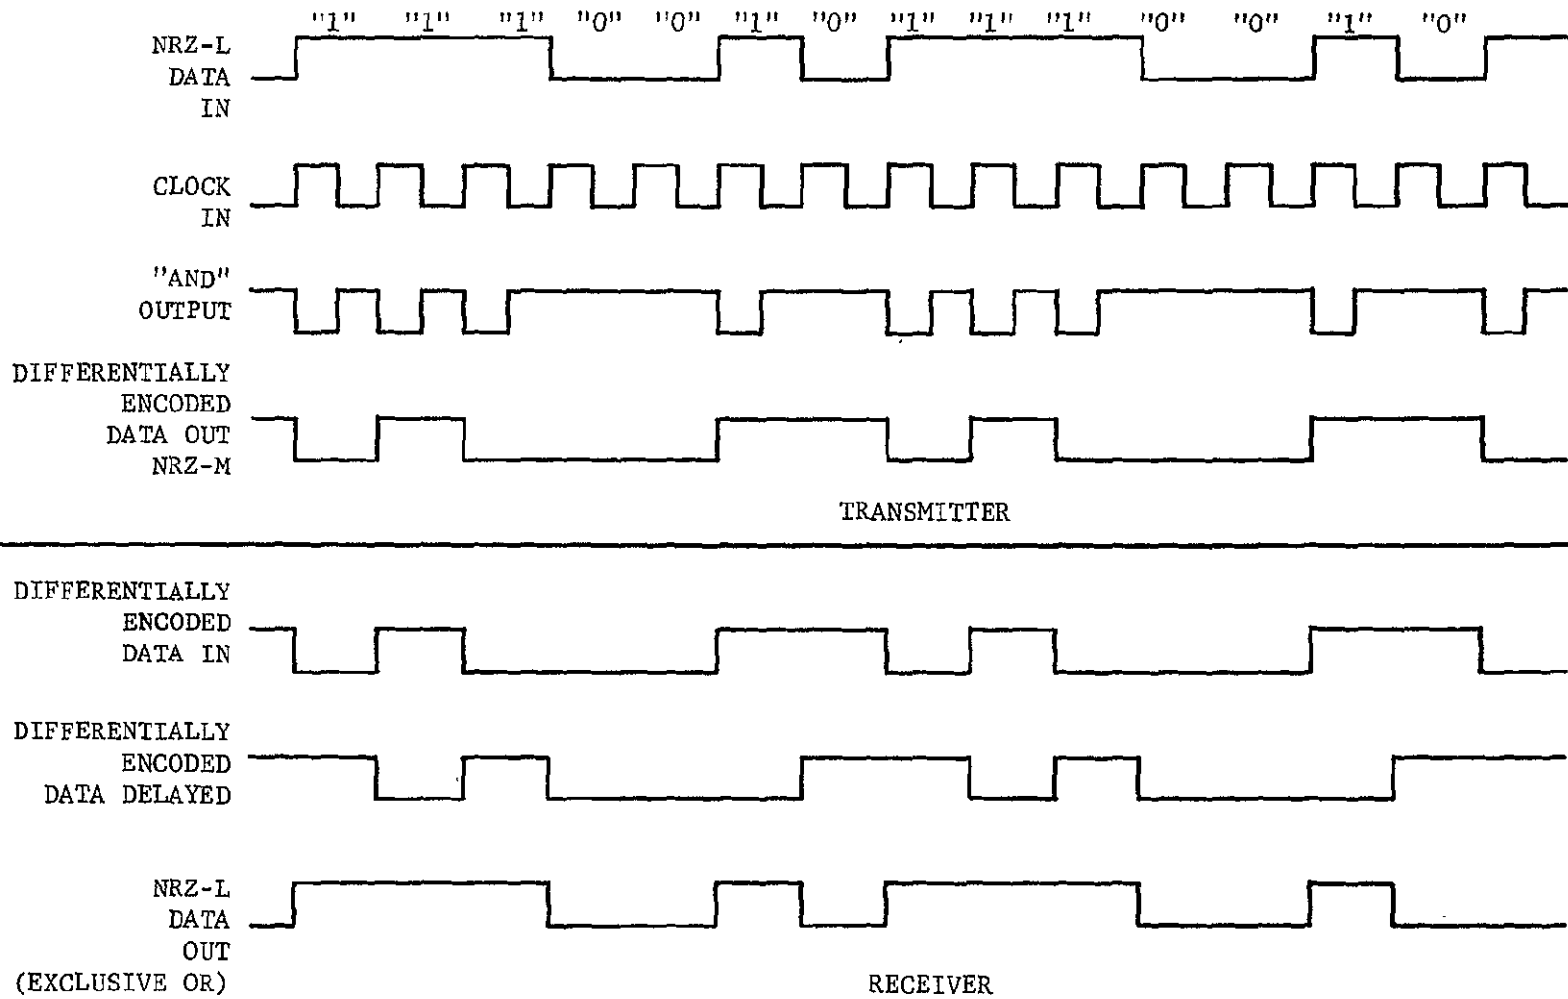 "1" "1" "1" "0" "0" "1" "0" "1" "1" "1" "0" "0" "1" "0"
NRZ-L
DATA
IN
CLOCK
IN
"AND"
OUTPUT
DIFFERENTIALLY
ENCODED
DATA OUT
NRZ-M
TRANSMITTER
DIFFERENTIALLY
ENCODED
DATA IN
DIFFERENTIALLY
ENCODED
DATA DELAYED
NRZ-L
DATA
OUT
(EXCLUSIVE OR)
RECEIVER